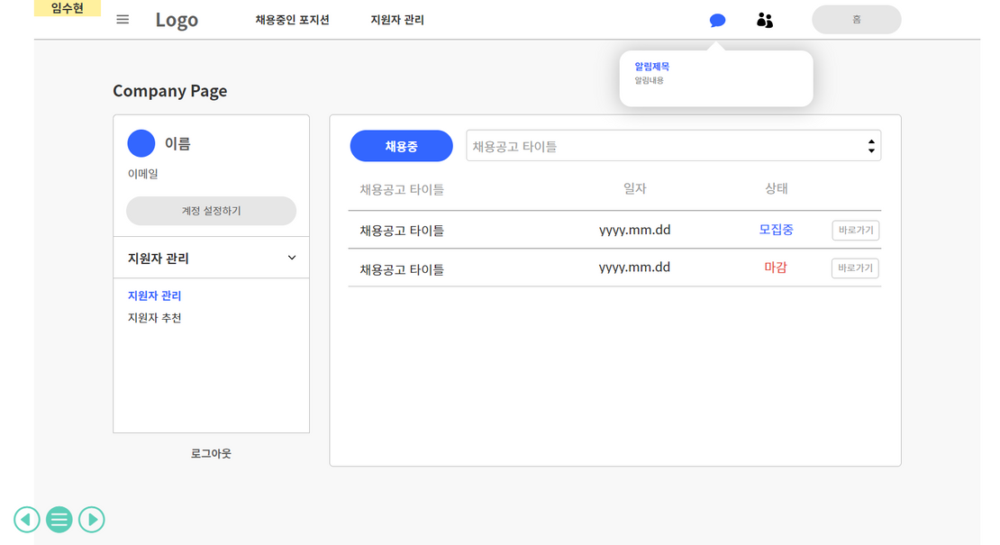 임수현
Logo
채용중인 포지션
지원자 관리
홈
알림제목
알림내용
Company Page
이름
이메일
계정 설정하기
지원자 관리
지원자 관리
지원자 추천
로그아웃
채용중
채용공고 타이틀
채용공고 타이틀 일자 상태
채용공고 타이틀 yyyy.mm.dd 모집중 바로가기
채용공고 타이틀 yyyy.mm.dd 마감 바로가기